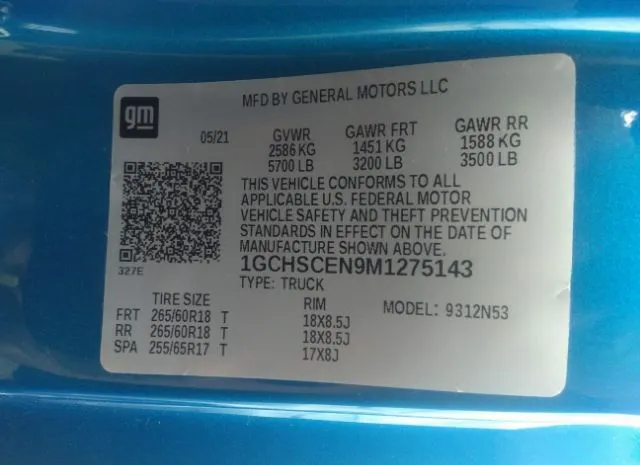 gm
MFD BY GENERAL MOTORS LLC
05/21 GVWR GAWR FRT GAWR RR
2586 KG 1451 KG 1588 KG
5700 LB 3200 LB 3500 LB
THIS VEHICLE CONFORMS TO ALL
APPLICABLE U.S. FEDERAL MOTOR
VEHICLE SAFETY AND THEFT PREVENTION
STANDARDS IN EFFECT ON THE DATE OF
MANUFACTURE SHOWN ABOVE.
327E 1GCHSCEN9M1275143
TYPE: TRUCK
TIRE SIZE RIM MODEL: 9312N53
FRT 265/60R18 T 18X8.5J
RR 265/60R18 T 18X8.5J
SPA 255/65R17 T 17X8J